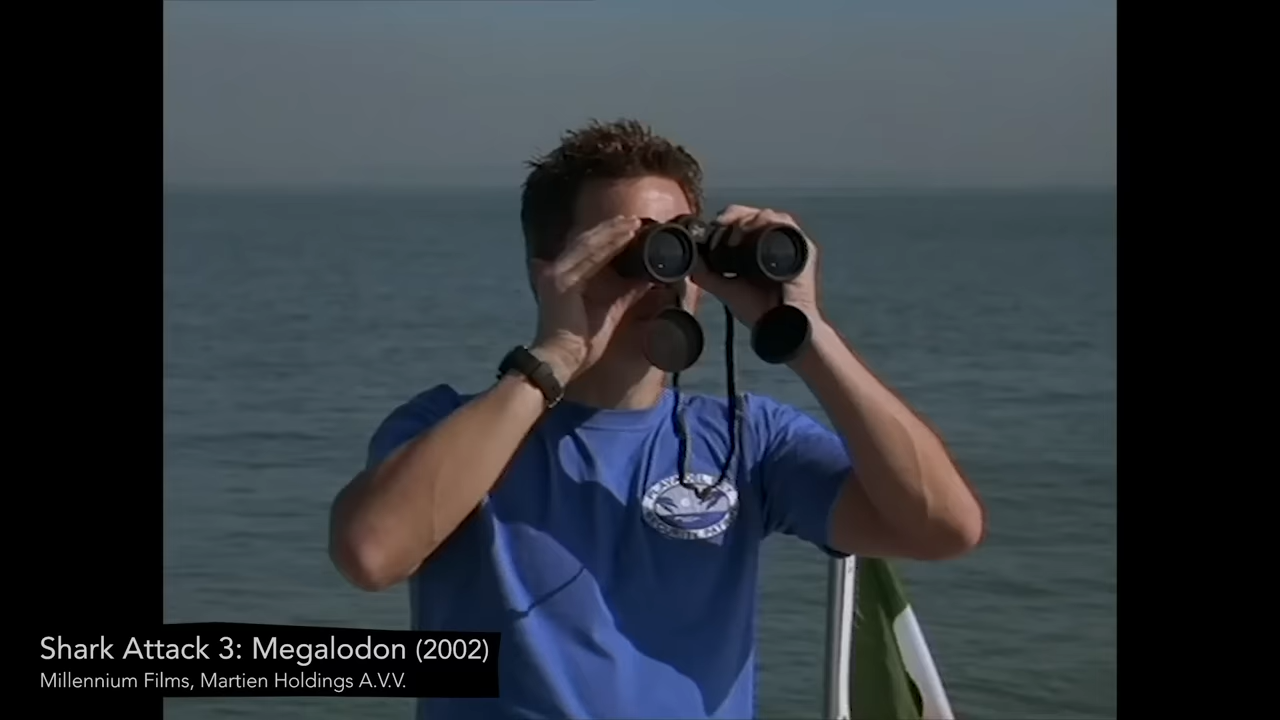 Shark Attack 3: Megalodon (2002)
Millennium Films, Martien Holdings A.V.V.